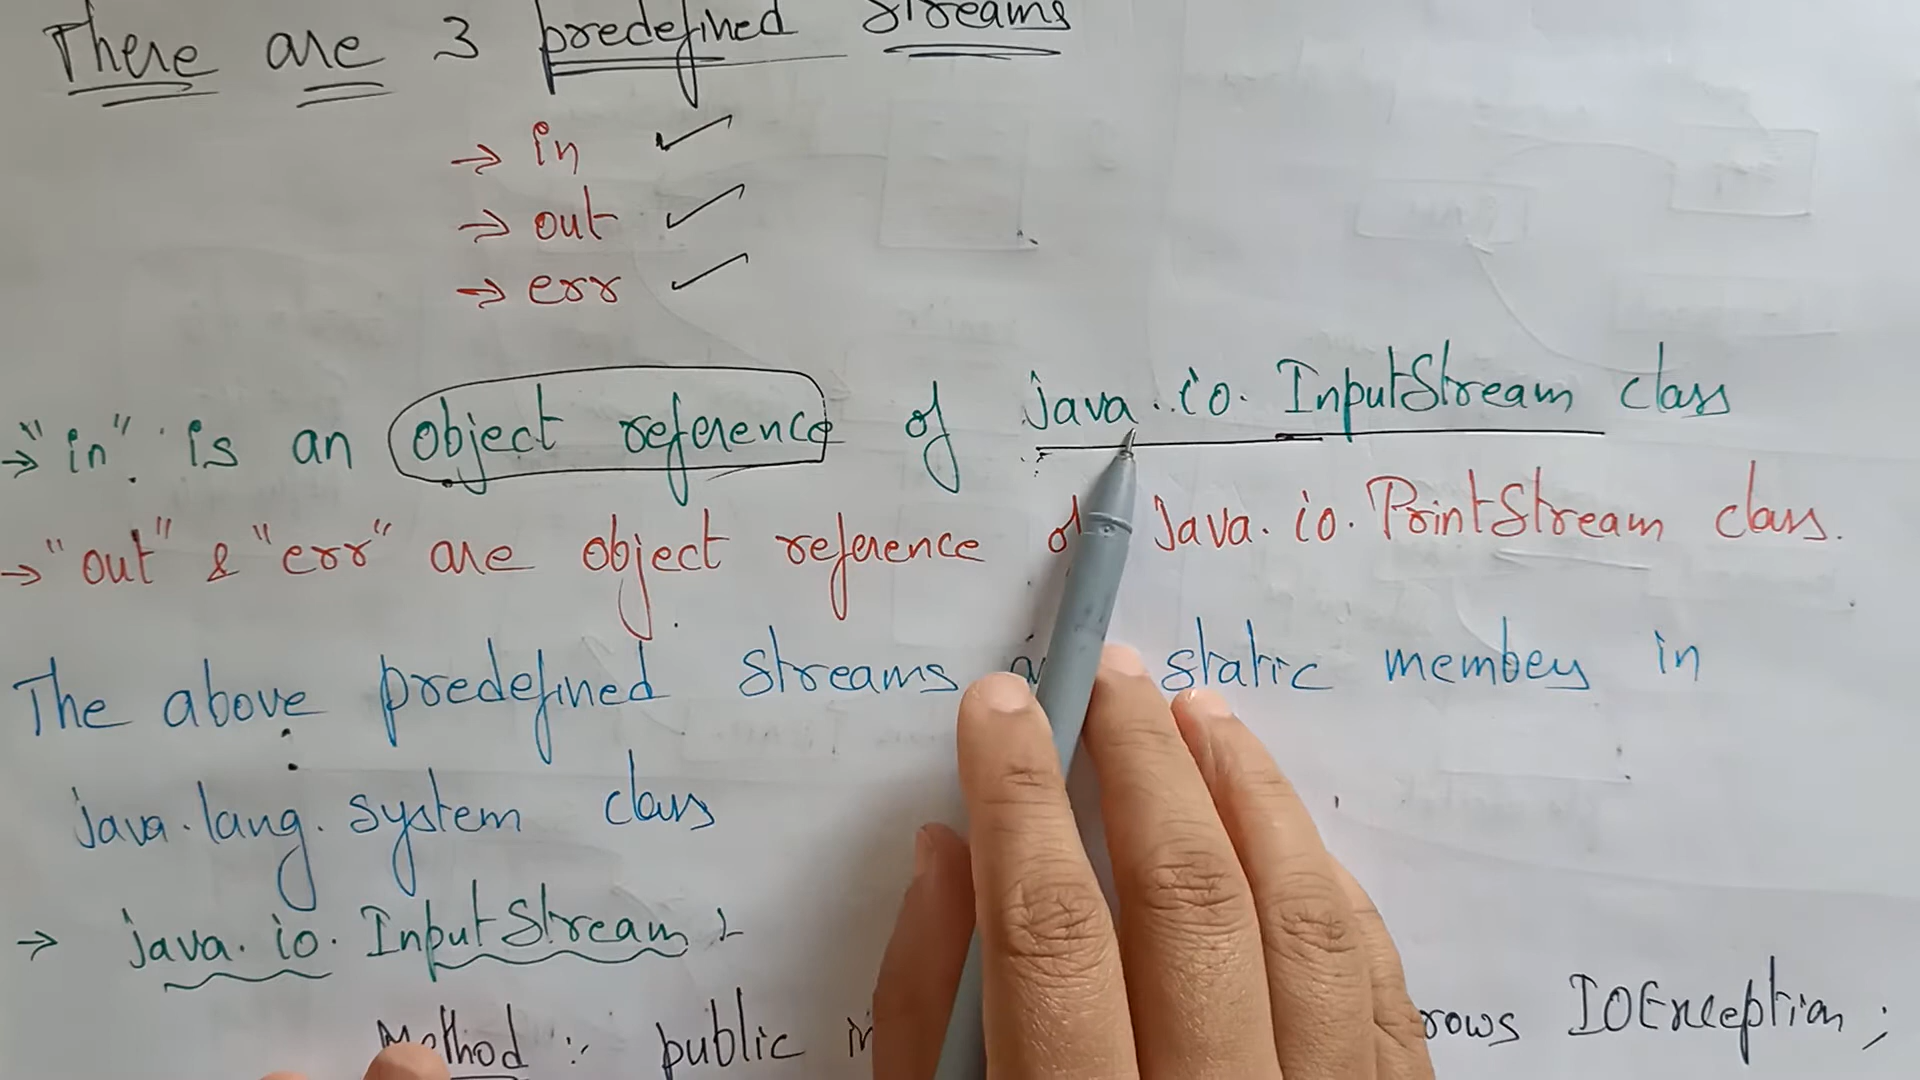 There are 3 predefined streams
→ in ✓
→ out ✓
→ err ✓
→ "in" is an object reference of java.io.InputStream class
→ "out" & "err" are object reference of Java.io.PrintStream class.
The above predefined streams static members in
java.lang.system class
→ java.io.InputStream :-
Method :- public IOException;